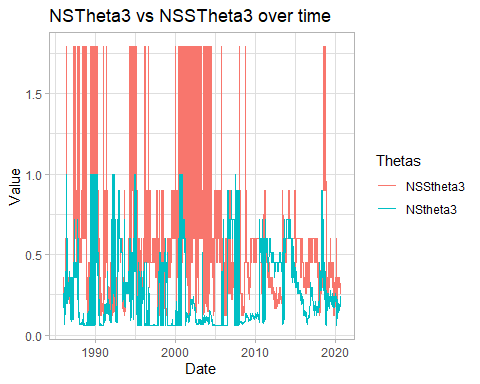 NSTheta3 vs NSSTheta3 over time
Value
1.5
1.0
0.5
0.0
1990 2000 2010 2020
Date
Thetas
NSStheta3
NStheta3